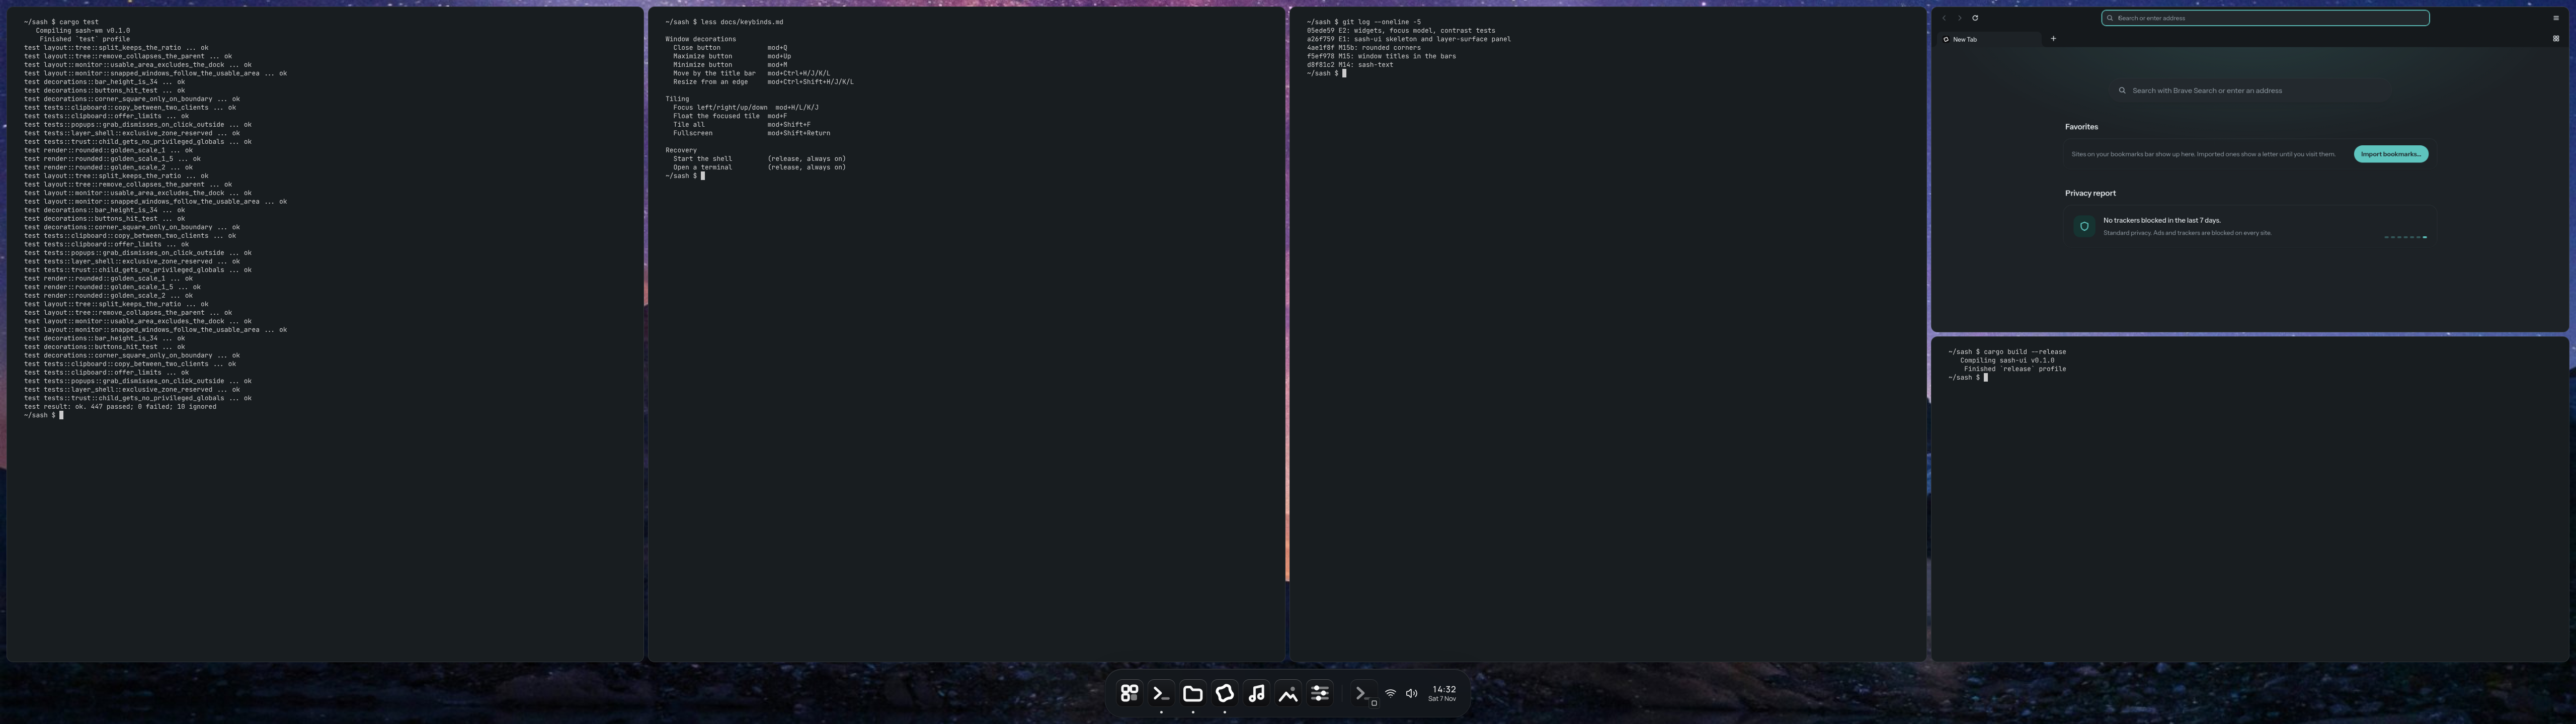 ~/sash $ cargo test
Compiling sash-wm v0.1.0
Finished `test` profile
test layout::tree::split_keeps_the_ratio ... ok
test layout::tree::remove_collapses_the_parent ... ok
test layout::monitor::usable_area_excludes_the_dock ... ok
test layout::monitor::snapped_windows_follow_the_usable_area ... ok
test decorations::bar_height_is_34 ... ok
test decorations::buttons_hit_test ... ok
test decorations::corner_square_only_on_boundary ... ok
test tests::clipboard::copy_between_two_clients ... ok
test tests::clipboard::offer_limits ... ok
test tests::popups::grab_dismisses_on_click_outside ... ok
test tests::layer_shell::exclusive_zone_reserved ... ok
test tests::trust::child_gets_no_privileged_globals ... ok
test render::rounded::golden_scale_1 ... ok
test render::rounded::golden_scale_1_5 ... ok
test render::rounded::golden_scale_2 ... ok
test layout::tree::split_keeps_the_ratio ... ok
test layout::tree::remove_collapses_the_parent ... ok
test layout::monitor::usable_area_excludes_the_dock ... ok
test layout::monitor::snapped_windows_follow_the_usable_area ... ok
test decorations::bar_height_is_34 ... ok
test decorations::buttons_hit_test ... ok
test decorations::corner_square_only_on_boundary ... ok
test tests::clipboard::copy_between_two_clients ... ok
test tests::clipboard::offer_limits ... ok
test tests::popups::grab_dismisses_on_click_outside ... ok
test tests::layer_shell::exclusive_zone_reserved ... ok
test tests::trust::child_gets_no_privileged_globals ... ok
test render::rounded::golden_scale_1 ... ok
test render::rounded::golden_scale_1_5 ... ok
test render::rounded::golden_scale_2 ... ok
test layout::tree::split_keeps_the_ratio ... ok
test layout::tree::remove_collapses_the_parent ... ok
test layout::monitor::usable_area_excludes_the_dock ... ok
test layout::monitor::snapped_windows_follow_the_usable_area ... ok
test decorations::bar_height_is_34 ... ok
test decorations::buttons_hit_test ... ok
test decorations::corner_square_only_on_boundary ... ok
test tests::clipboard::copy_between_two_clients ... ok
test tests::clipboard::offer_limits ... ok
test tests::popups::grab_dismisses_on_click_outside ... ok
test tests::layer_shell::exclusive_zone_reserved ... ok
test tests::trust::child_gets_no_privileged_globals ... ok
test result: ok. 447 passed; 0 failed; 10 ignored
~/sash $
~/sash $ less docs/keybinds.md
Window decorations
Close button mod+Q
Maximize button mod+Up
Minimize button mod+M
Move by the title bar mod+Ctrl+H/J/K/L
Resize from an edge mod+Ctrl+Shift+H/J/K/L
Tiling
Focus left/right/up/down mod+H/L/K/J
Float the focused tile mod+F
Tile all mod+Shift+F
Fullscreen mod+Shift+Return
Recovery
Start the shell (release, always on)
Open a terminal (release, always on)
~/sash $
~/sash $ git log --oneline -5
05ede59 E2: widgets, focus model, contrast tests
a26f759 E1: sash-ui skeleton and layer-surface panel
4ae1f8f M15b: rounded corners
f5ef978 M15: window titles in the bars
d8f81c2 M14: sash-text
~/sash $
Search or enter address
New Tab
Search with Brave Search or enter an address
Favorites
Sites on your bookmarks bar show up here. Imported ones show a letter until you visit them.
Import bookmarks...
Privacy report
No trackers blocked in the last 7 days.
Standard privacy. Ads and trackers are blocked on every site.
~/sash $ cargo build --release
Compiling sash-ui v0.1.0
Finished `release` profile
~/sash $
14:32
Sat 7 Nov